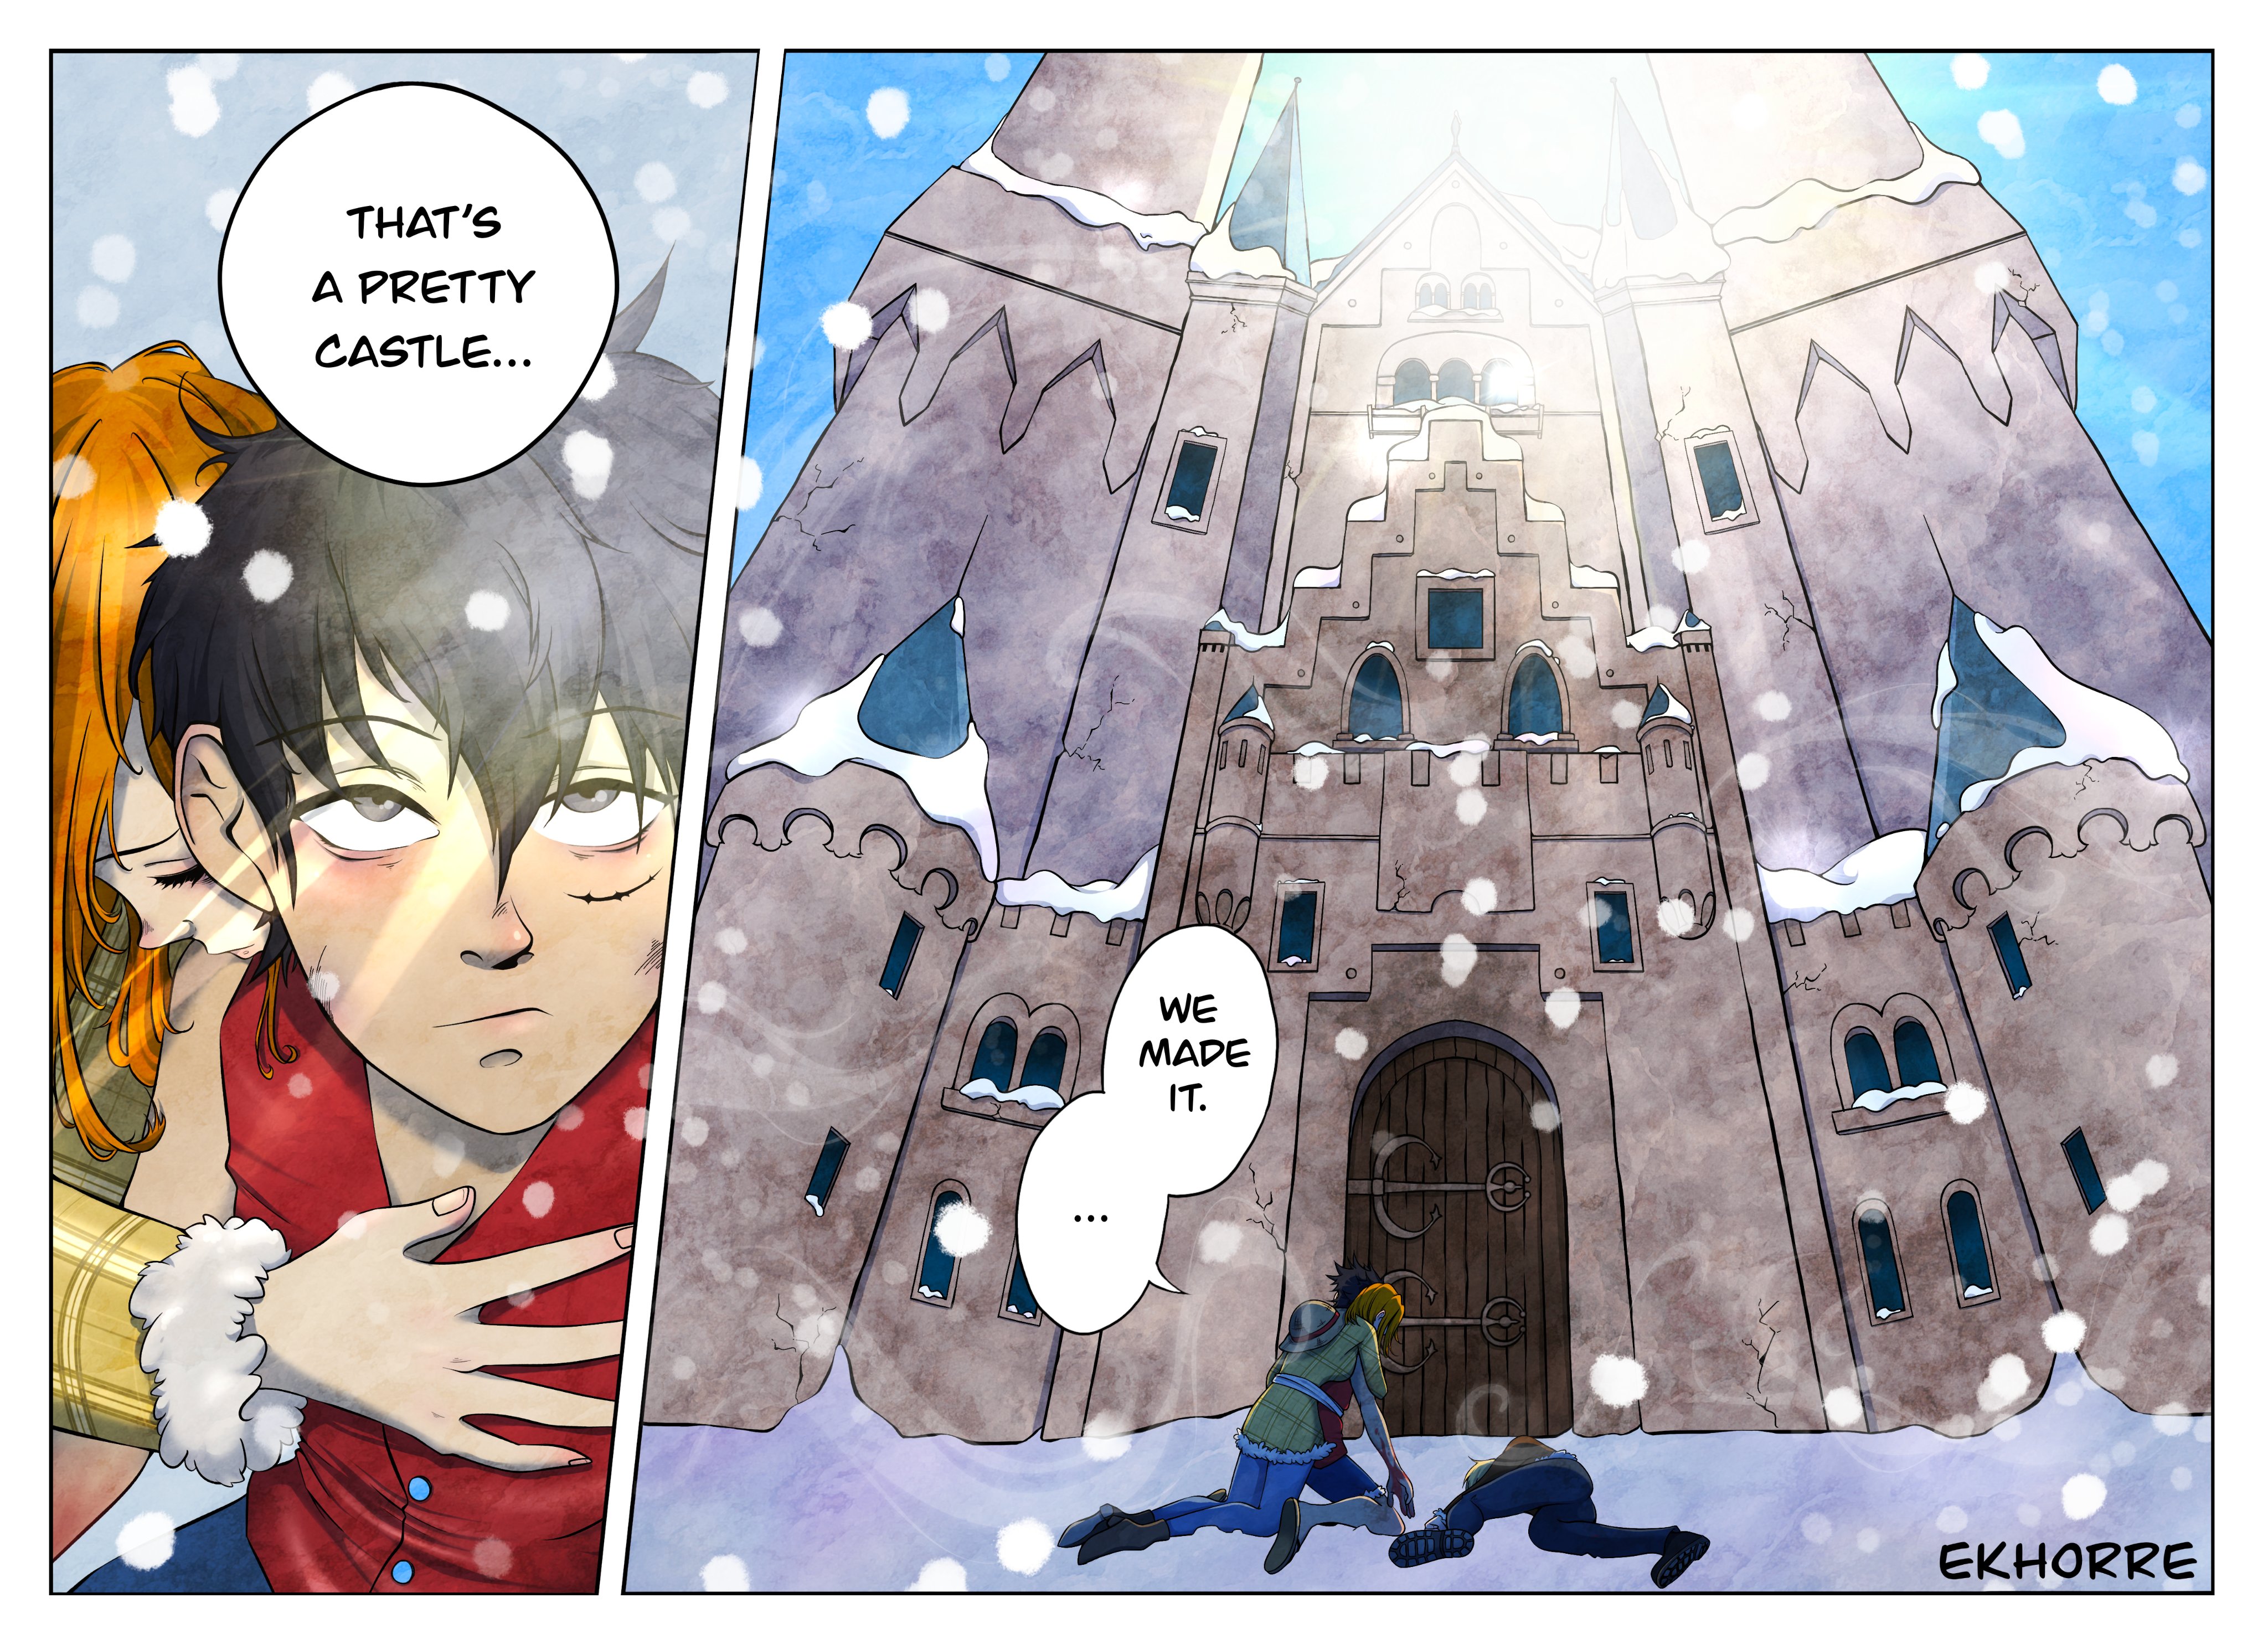 THAT'S
A PRETTY
CASTLE...
WE
MADE
IT.
...
EKHORRE